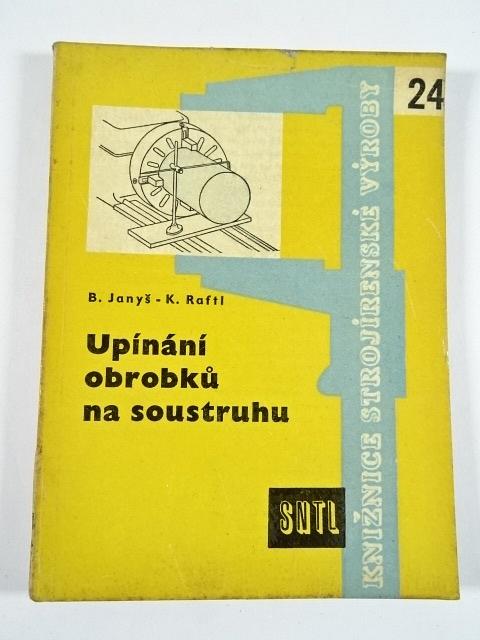 24
KNIŽNICE STROJÍRENSKÉ VÝROBY
B. Janyš - K. Raftl
Upínání
obrobků
na soustruhu
SNTL